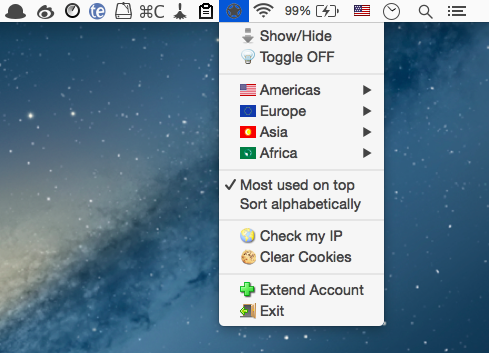 te ⌘C 99%
Show/Hide
Toggle OFF
Americas
Europe
Asia
Africa
✓ Most used on top
Sort alphabetically
Check my IP
Clear Cookies
Extend Account
Exit